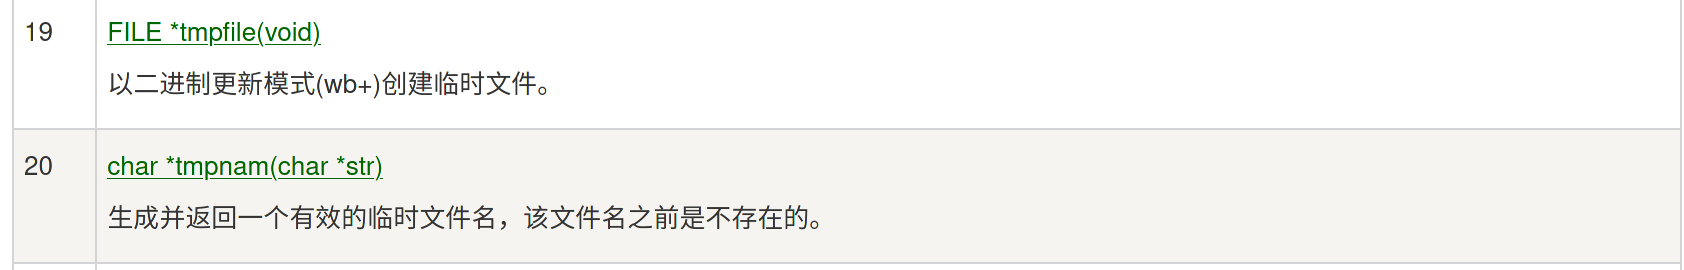 19
FILE *tmpfile(void)
以二进制更新模式(wb+)创建临时文件。
20
char *tmpnam(char *str)
生成并返回一个有效的临时文件名，该文件名之前是不存在的。